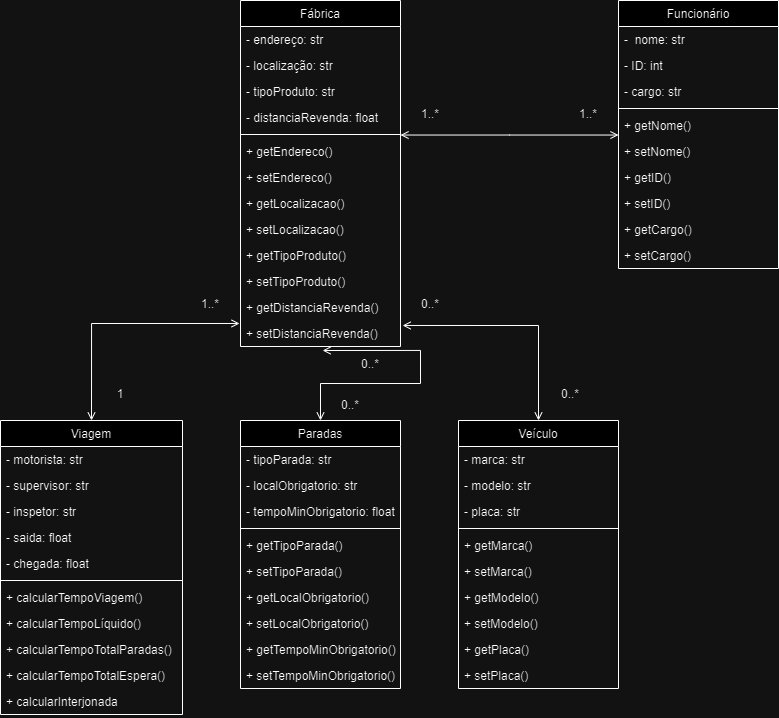 Fábrica
- endereço: str
- localização: str
- tipoProduto: str
- distanciaRevenda: float
+ getEndereco()
+ setEndereco()
+ getLocalizacao()
+ setLocalizacao()
+ getTipoProduto()
+ setTipoProduto()
+ getDistanciaRevenda()
+ setDistanciaRevenda()
1..*
1..*
Funcionário
- nome: str
- ID: int
- cargo: str
+ getNome()
+ setNome()
+ getID()
+ setID()
+ getCargo()
+ setCargo()
1..*
1
0..*
0..*
0..*
0..*
Viagem
- motorista: str
- supervisor: str
- inspetor: str
- saida: float
- chegada: float
+ calcularTempoViagem()
+ calcularTempoLíquido()
+ calcularTempoTotalParadas()
+ calcularTempoTotalEspera()
+ calcularInterjonada
Paradas
- tipoParada: str
- localObrigatorio: str
- tempoMinObrigatorio: float
+ getTipoParada()
+ setTipoParada()
+ getLocalObrigatorio()
+ setLocalObrigatorio()
+ getTempoMinObrigatorio()
+ setTempoMinObrigatorio()
Veículo
- marca: str
- modelo: str
- placa: str
+ getMarca()
+ setMarca()
+ getModelo()
+ setModelo()
+ getPlaca()
+ setPlaca()